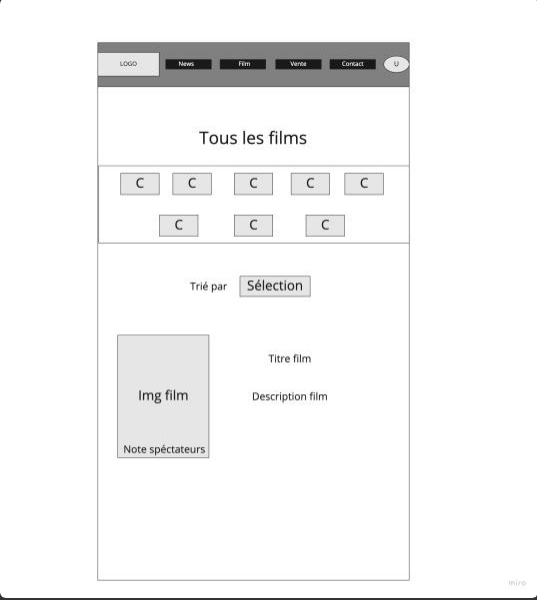 LOGO News Film Vente Contact U
Tous les films
C C C C C
C C C
Trié par Sélection
Titre film
Img film Description film
Note spéctateurs
miro